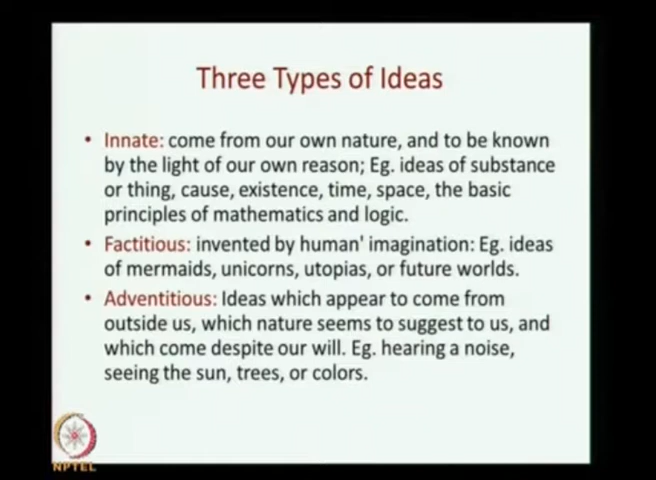 Three Types of Ideas
• Innate: come from our own nature, and to be known
by the light of our own reason; Eg. ideas of substance
or thing, cause, existence, time, space, the basic
principles of mathematics and logic.
• Factitious: invented by human' imagination: Eg. ideas
of mermaids, unicorns, utopias, or future worlds.
• Adventitious: Ideas which appear to come from
outside us, which nature seems to suggest to us, and
which come despite our will. Eg. hearing a noise,
seeing the sun, trees, or colors.
NPTEL